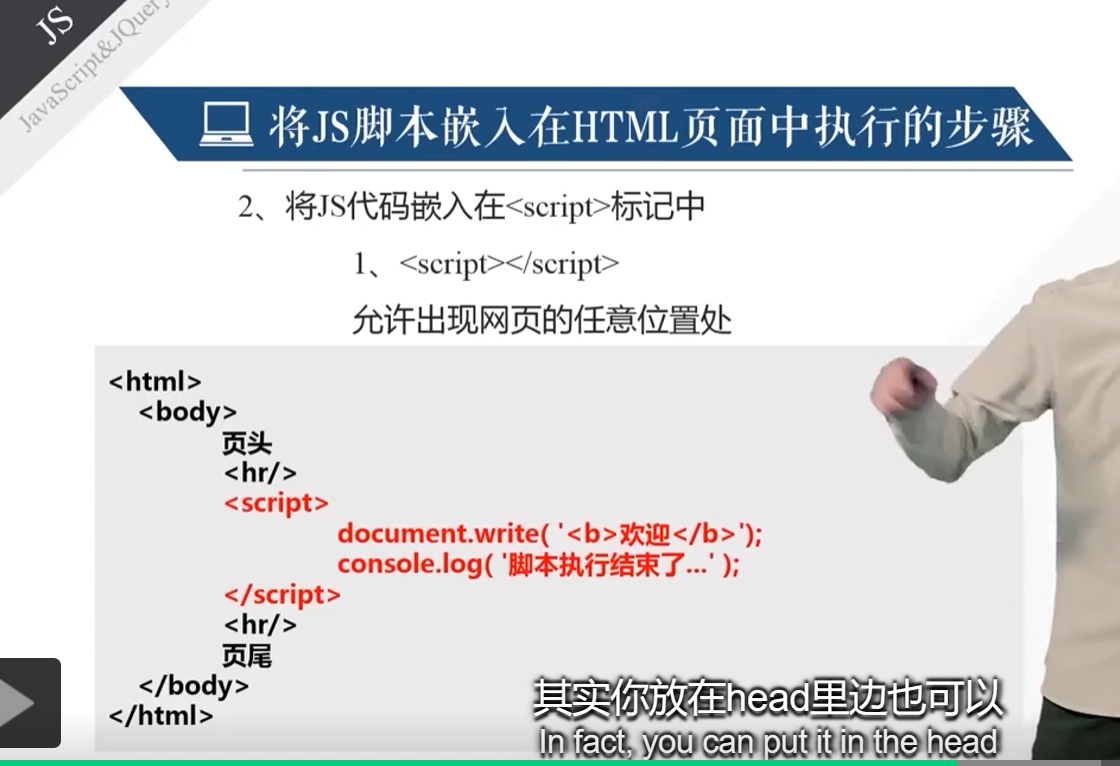 JS
JavaScript&JQuery
将JS脚本嵌入在HTML页面中执行的步骤
2、将JS代码嵌入在<script>标记中
1、<script></script>
允许出现网页的任意位置处
<html>
<body>
页头
<hr/>
<script>
document.write( '<b>欢迎</b>');
console.log( '脚本执行结束了...' );
</script>
<hr/>
页尾
</body>
</html>
其实你放在head里边也可以
In fact, you can put it in the head